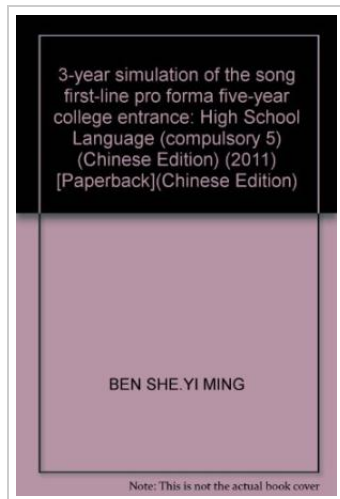 3-year simulation of the song
first-line pro forma five-year
college entrance: High School
Language (compulsory 5)
(Chinese Edition) (2011)
[Paperback](Chinese Edition)
BEN SHE.YI MING
Note: This is not the actual book cover